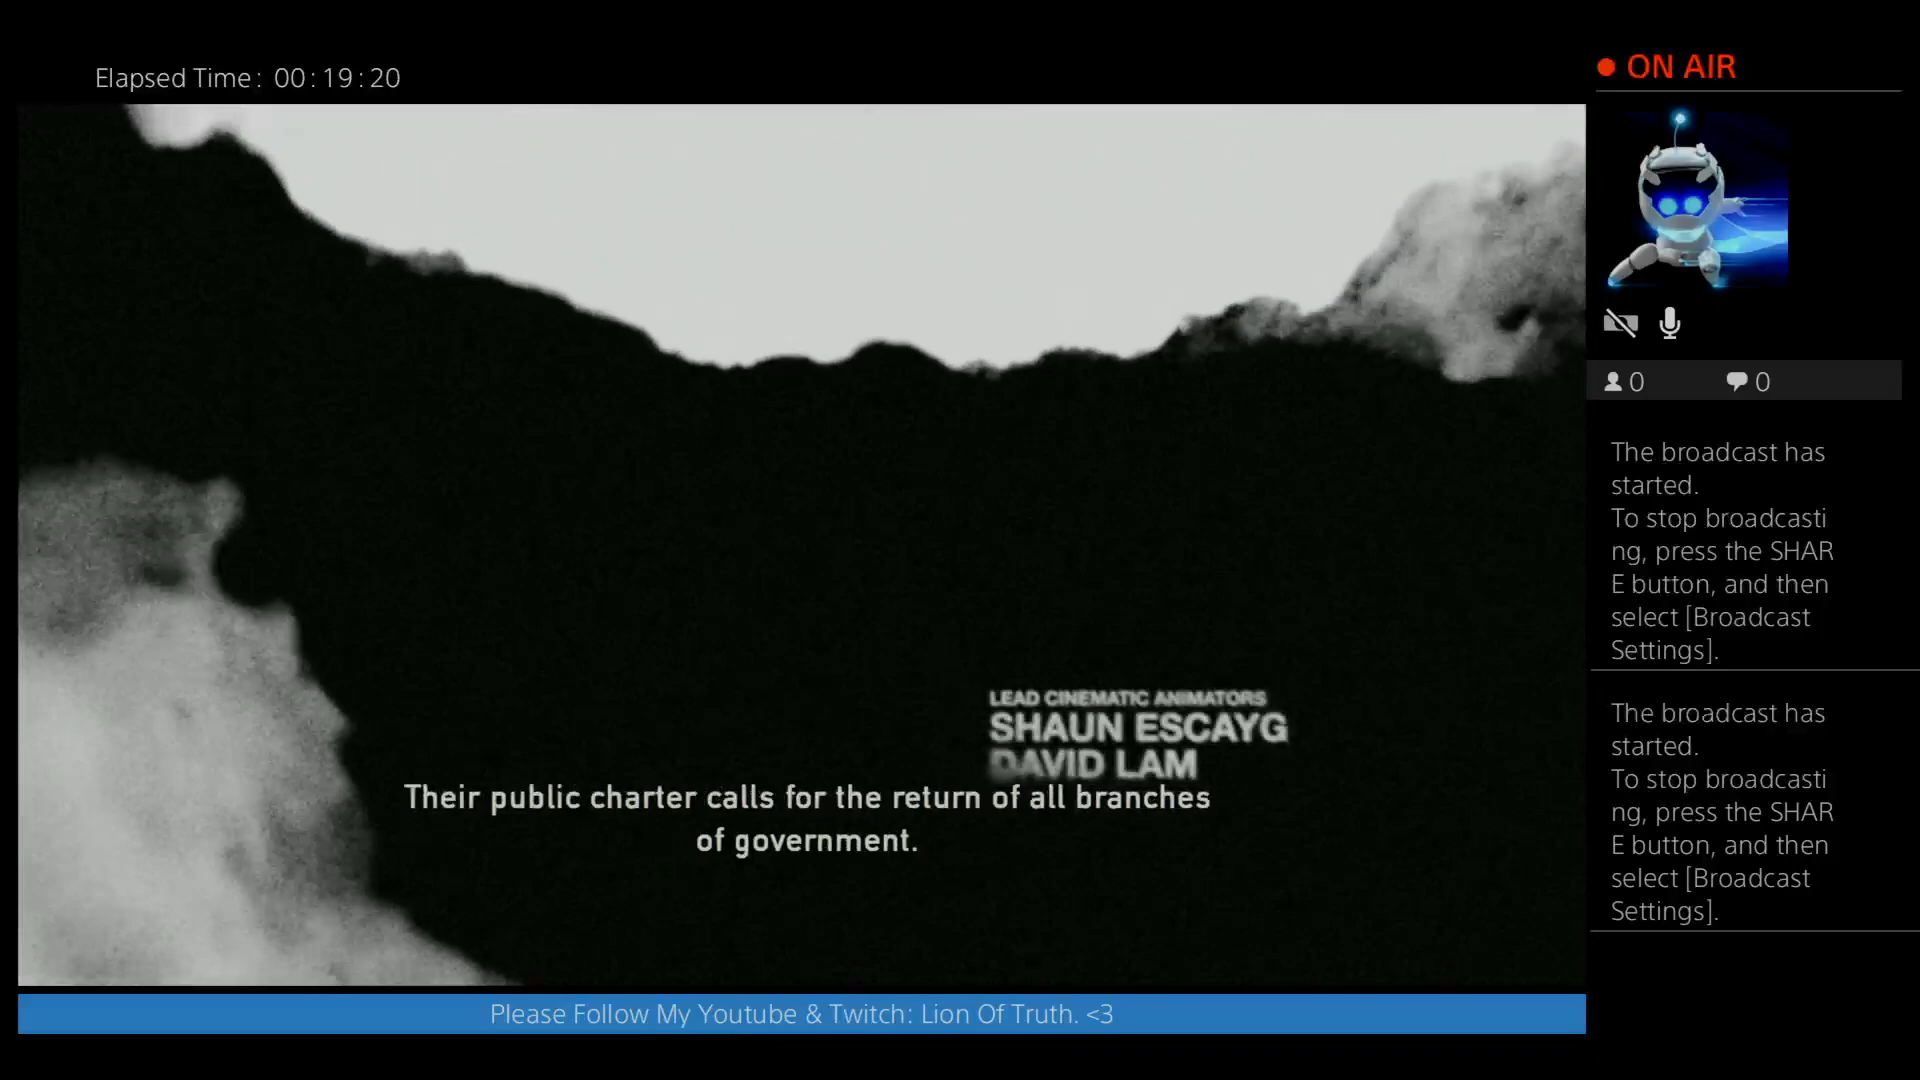 Elapsed Time: 00:19:20
ON AIR
0 0
The broadcast has
started.
To stop broadcasti
ng, press the SHAR
E button, and then
select [Broadcast
Settings].
The broadcast has
started.
To stop broadcasti
ng, press the SHAR
E button, and then
select [Broadcast
Settings].
LEAD CINEMATIC ANIMATORS
SHAUN ESCAYG
DAVID LAM
Their public charter calls for the return of all branches
of government.
Please Follow My Youtube & Twitch: Lion Of Truth. <3